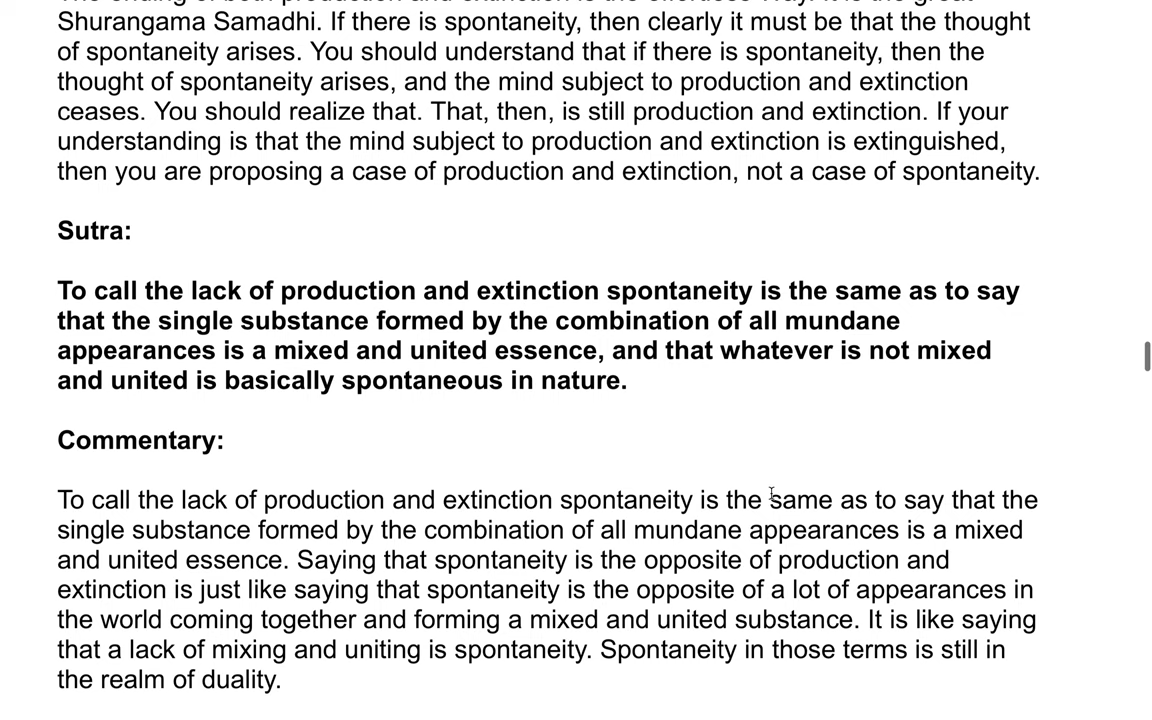 Shurangama Samadhi. If there is spontaneity, then clearly it must be that the thought
of spontaneity arises. You should understand that if there is spontaneity, then the
thought of spontaneity arises, and the mind subject to production and extinction
ceases. You should realize that. That, then, is still production and extinction. If your
understanding is that the mind subject to production and extinction is extinguished,
then you are proposing a case of production and extinction, not a case of spontaneity.
Sutra:
To call the lack of production and extinction spontaneity is the same as to say
that the single substance formed by the combination of all mundane
appearances is a mixed and united essence, and that whatever is not mixed
and united is basically spontaneous in nature.
Commentary:
To call the lack of production and extinction spontaneity is the same as to say that the
single substance formed by the combination of all mundane appearances is a mixed
and united essence. Saying that spontaneity is the opposite of production and
extinction is just like saying that spontaneity is the opposite of a lot of appearances in
the world coming together and forming a mixed and united substance. It is like saying
that a lack of mixing and uniting is spontaneity. Spontaneity in those terms is still in
the realm of duality.